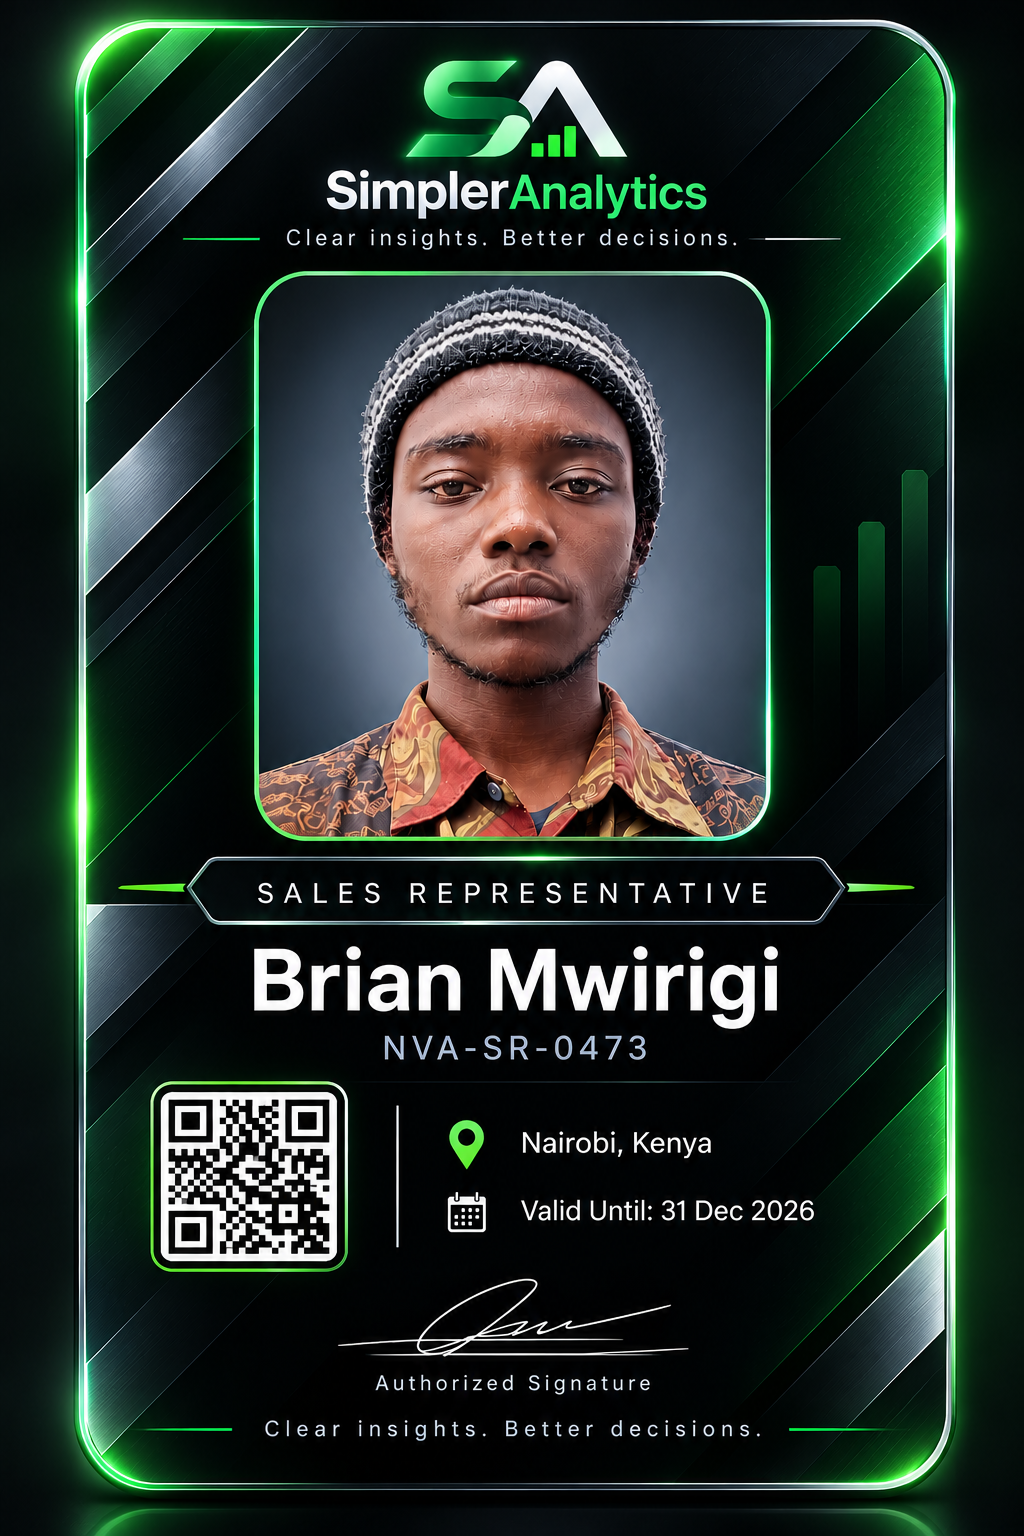 SA
SimplerAnalytics
Clear insights. Better decisions.
SALES REPRESENTATIVE
Brian Mwirigi
NVA-SR-0473
Nairobi, Kenya
Valid Until: 31 Dec 2026
Authorized Signature
Clear insights. Better decisions.